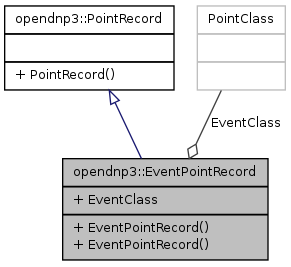 opendnp3::PointRecord
+ PointRecord()
PointClass
EventClass
opendnp3::EventPointRecord
+ EventClass
+ EventPointRecord()
+ EventPointRecord()